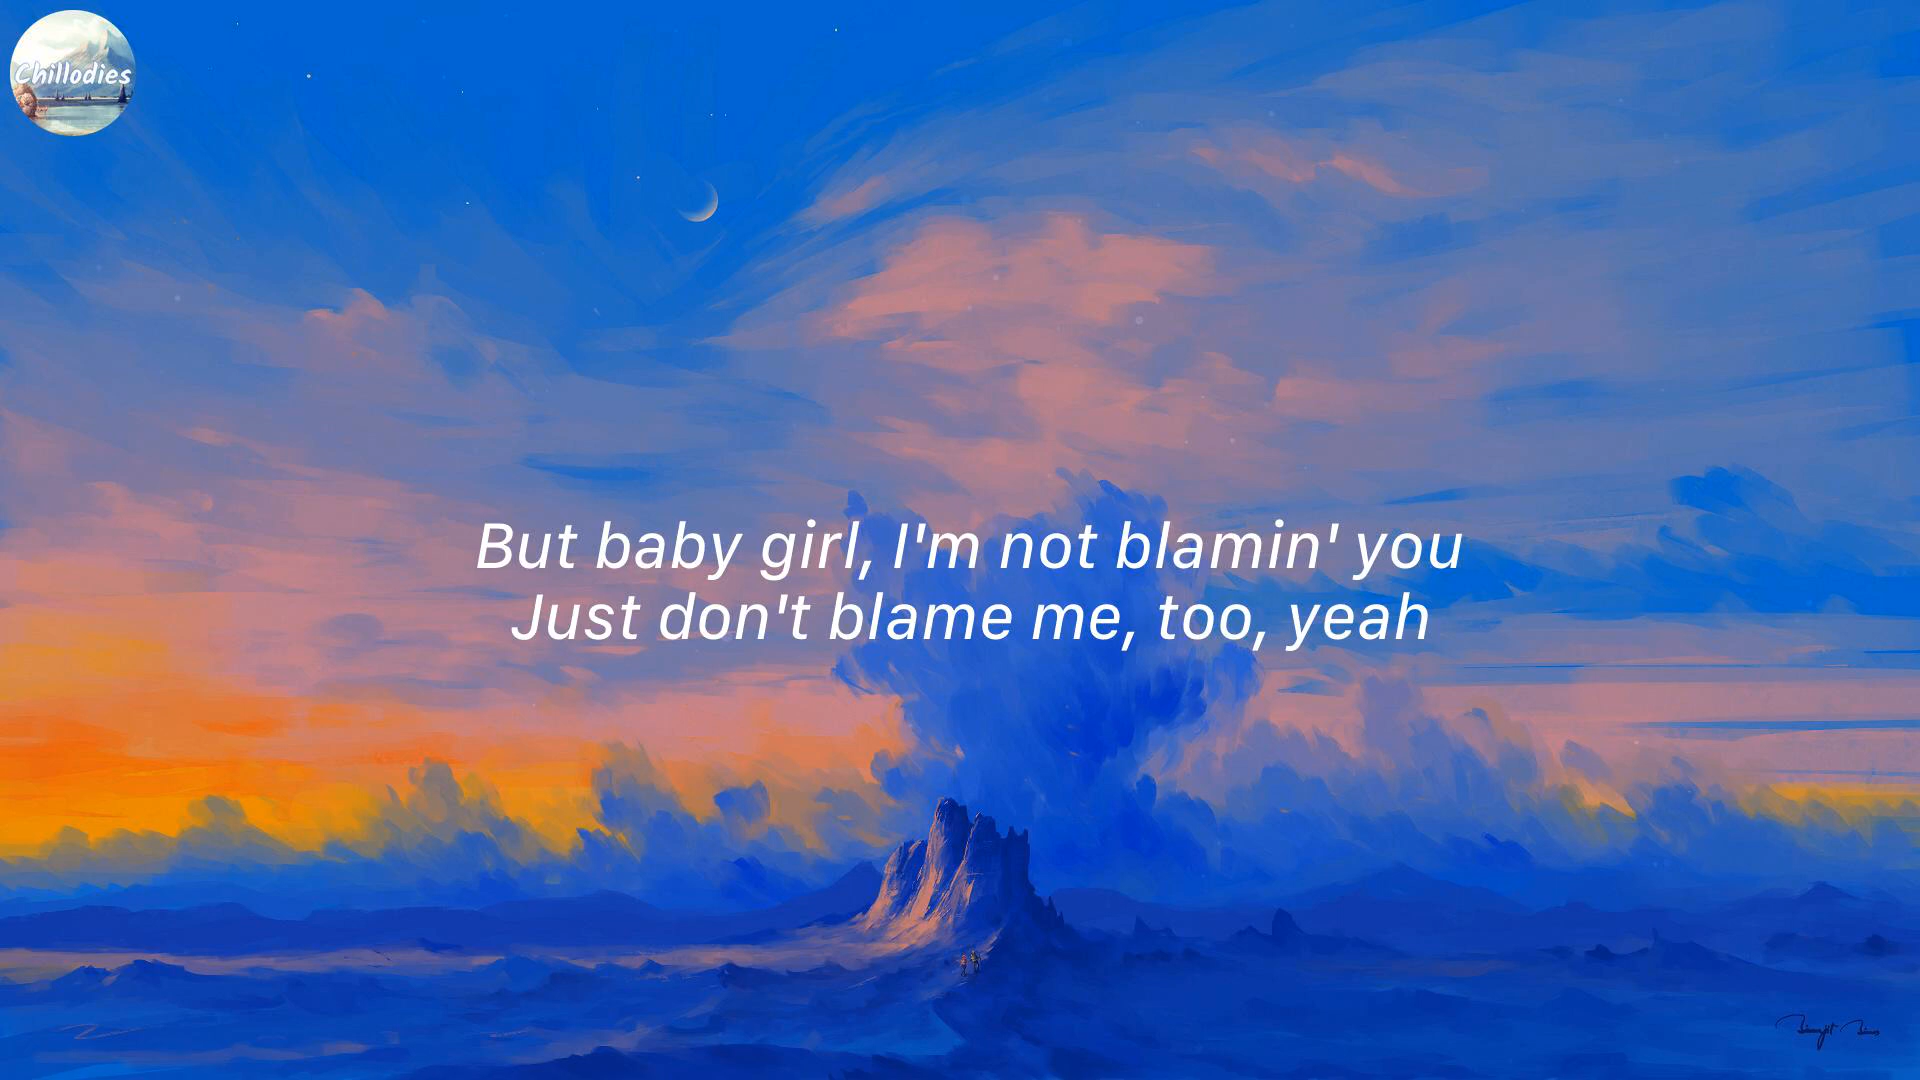 Chillodies
But baby girl, I'm not blamin' you
Just don't blame me, too, yeah